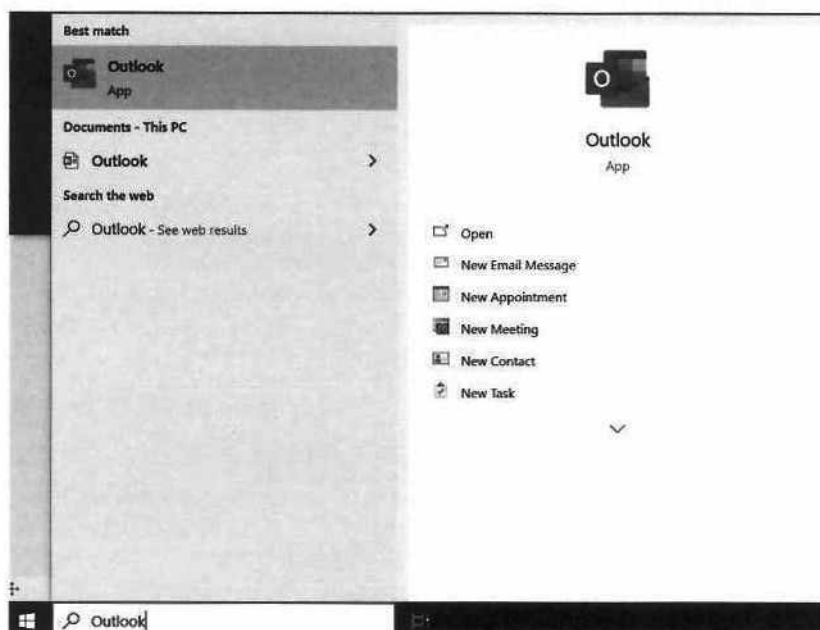 Best match
Outlook
App
Documents - This PC
Outlook
Search the web
Outlook - See web results
Outlook
App
Open
New Email Message
New Appointment
New Meeting
New Contact
New Task
Outlook